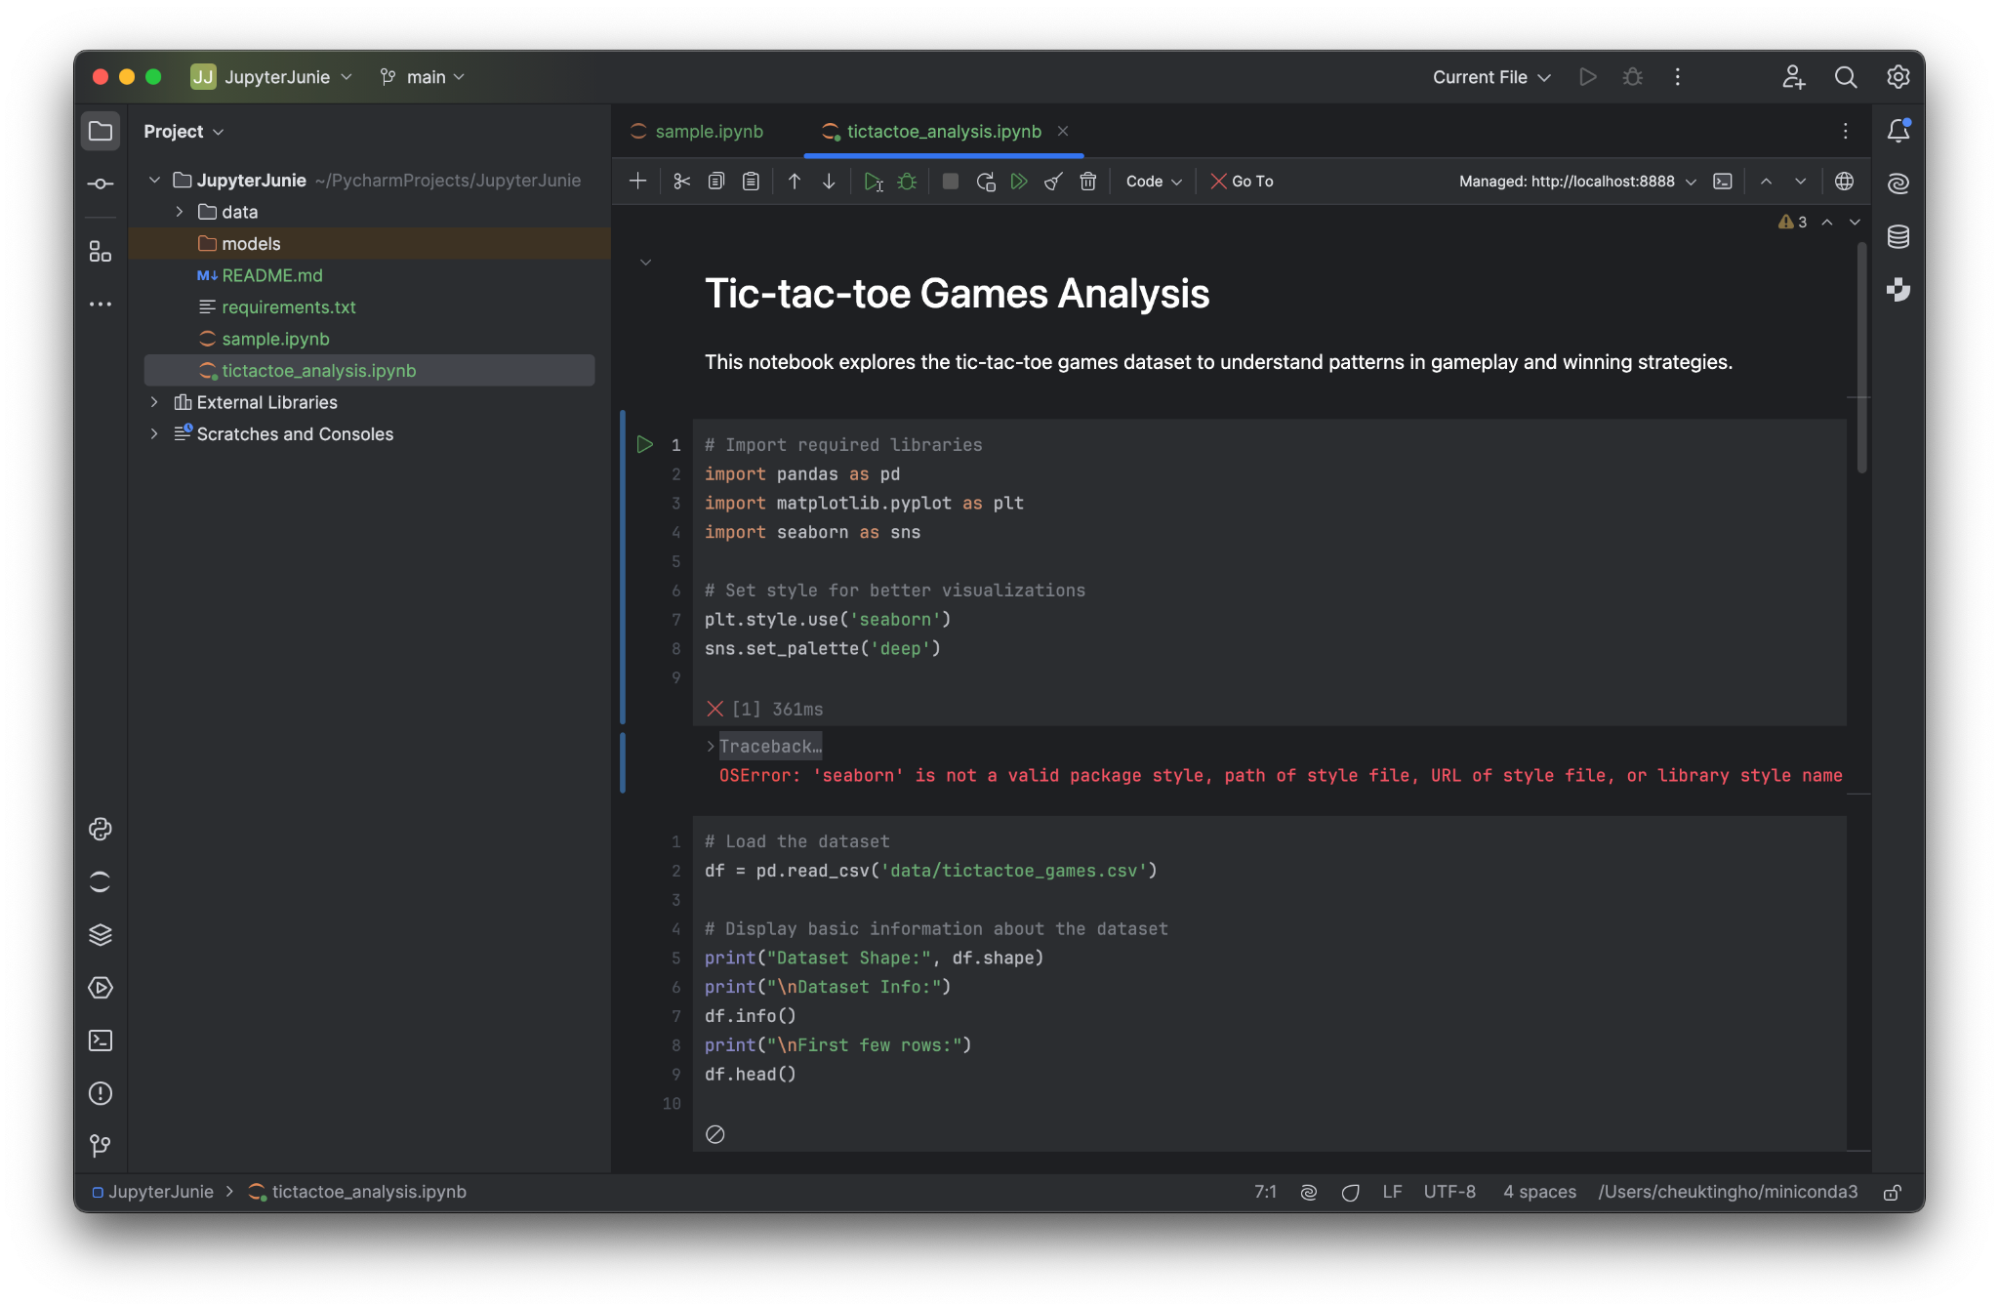 JJ JupyterJunie main Current File
Project
JupyterJunie ~/PycharmProjects/JupyterJunie
data
models
M↓ README.md
requirements.txt
sample.ipynb
tictactoe_analysis.ipynb
External Libraries
Scratches and Consoles
sample.ipynb tictactoe_analysis.ipynb
Code Go To Managed: http://localhost:8888
3
Tic-tac-toe Games Analysis
This notebook explores the tic-tac-toe games dataset to understand patterns in gameplay and winning strategies.
1 # Import required libraries
2 import pandas as pd
3 import matplotlib.pyplot as plt
4 import seaborn as sns
5
6 # Set style for better visualizations
7 plt.style.use('seaborn')
8 sns.set_palette('deep')
9
[1] 361ms
Traceback…
OSError: 'seaborn' is not a valid package style, path of style file, URL of style file, or library style name
1 # Load the dataset
2 df = pd.read_csv('data/tictactoe_games.csv')
3
4 # Display basic information about the dataset
5 print("Dataset Shape:", df.shape)
6 print("\nDataset Info:")
7 df.info()
8 print("\nFirst few rows:")
9 df.head()
10
JupyterJunie tictactoe_analysis.ipynb 7:1 LF UTF-8 4 spaces /Users/cheuktingho/miniconda3